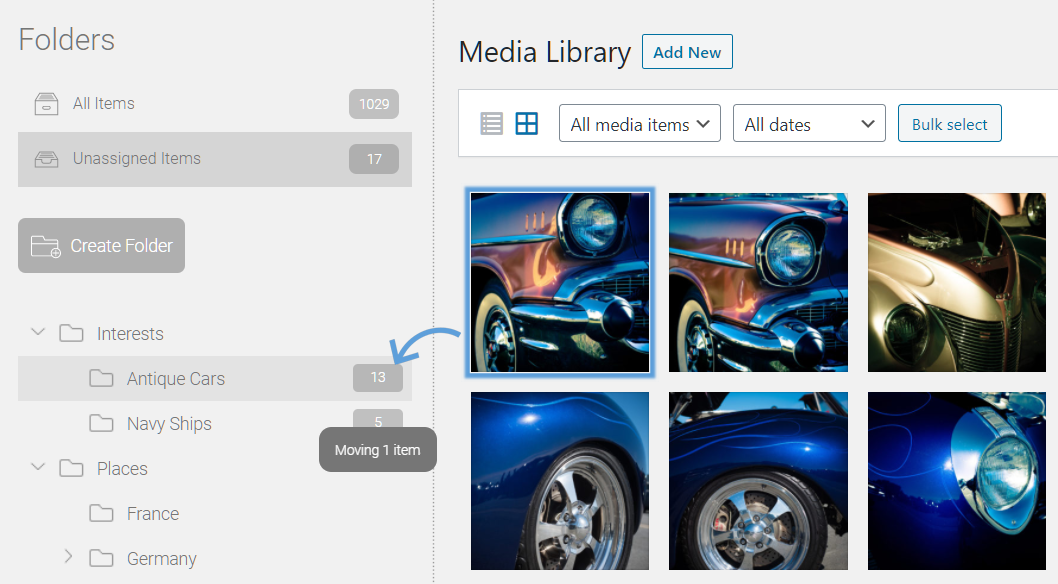 Folders
All Items 1029
Unassigned Items 17
Create Folder
Interests
Antique Cars 13
Navy Ships 5
Moving 1 item
Places
France
Germany
Media Library Add New
All media items All dates Bulk select